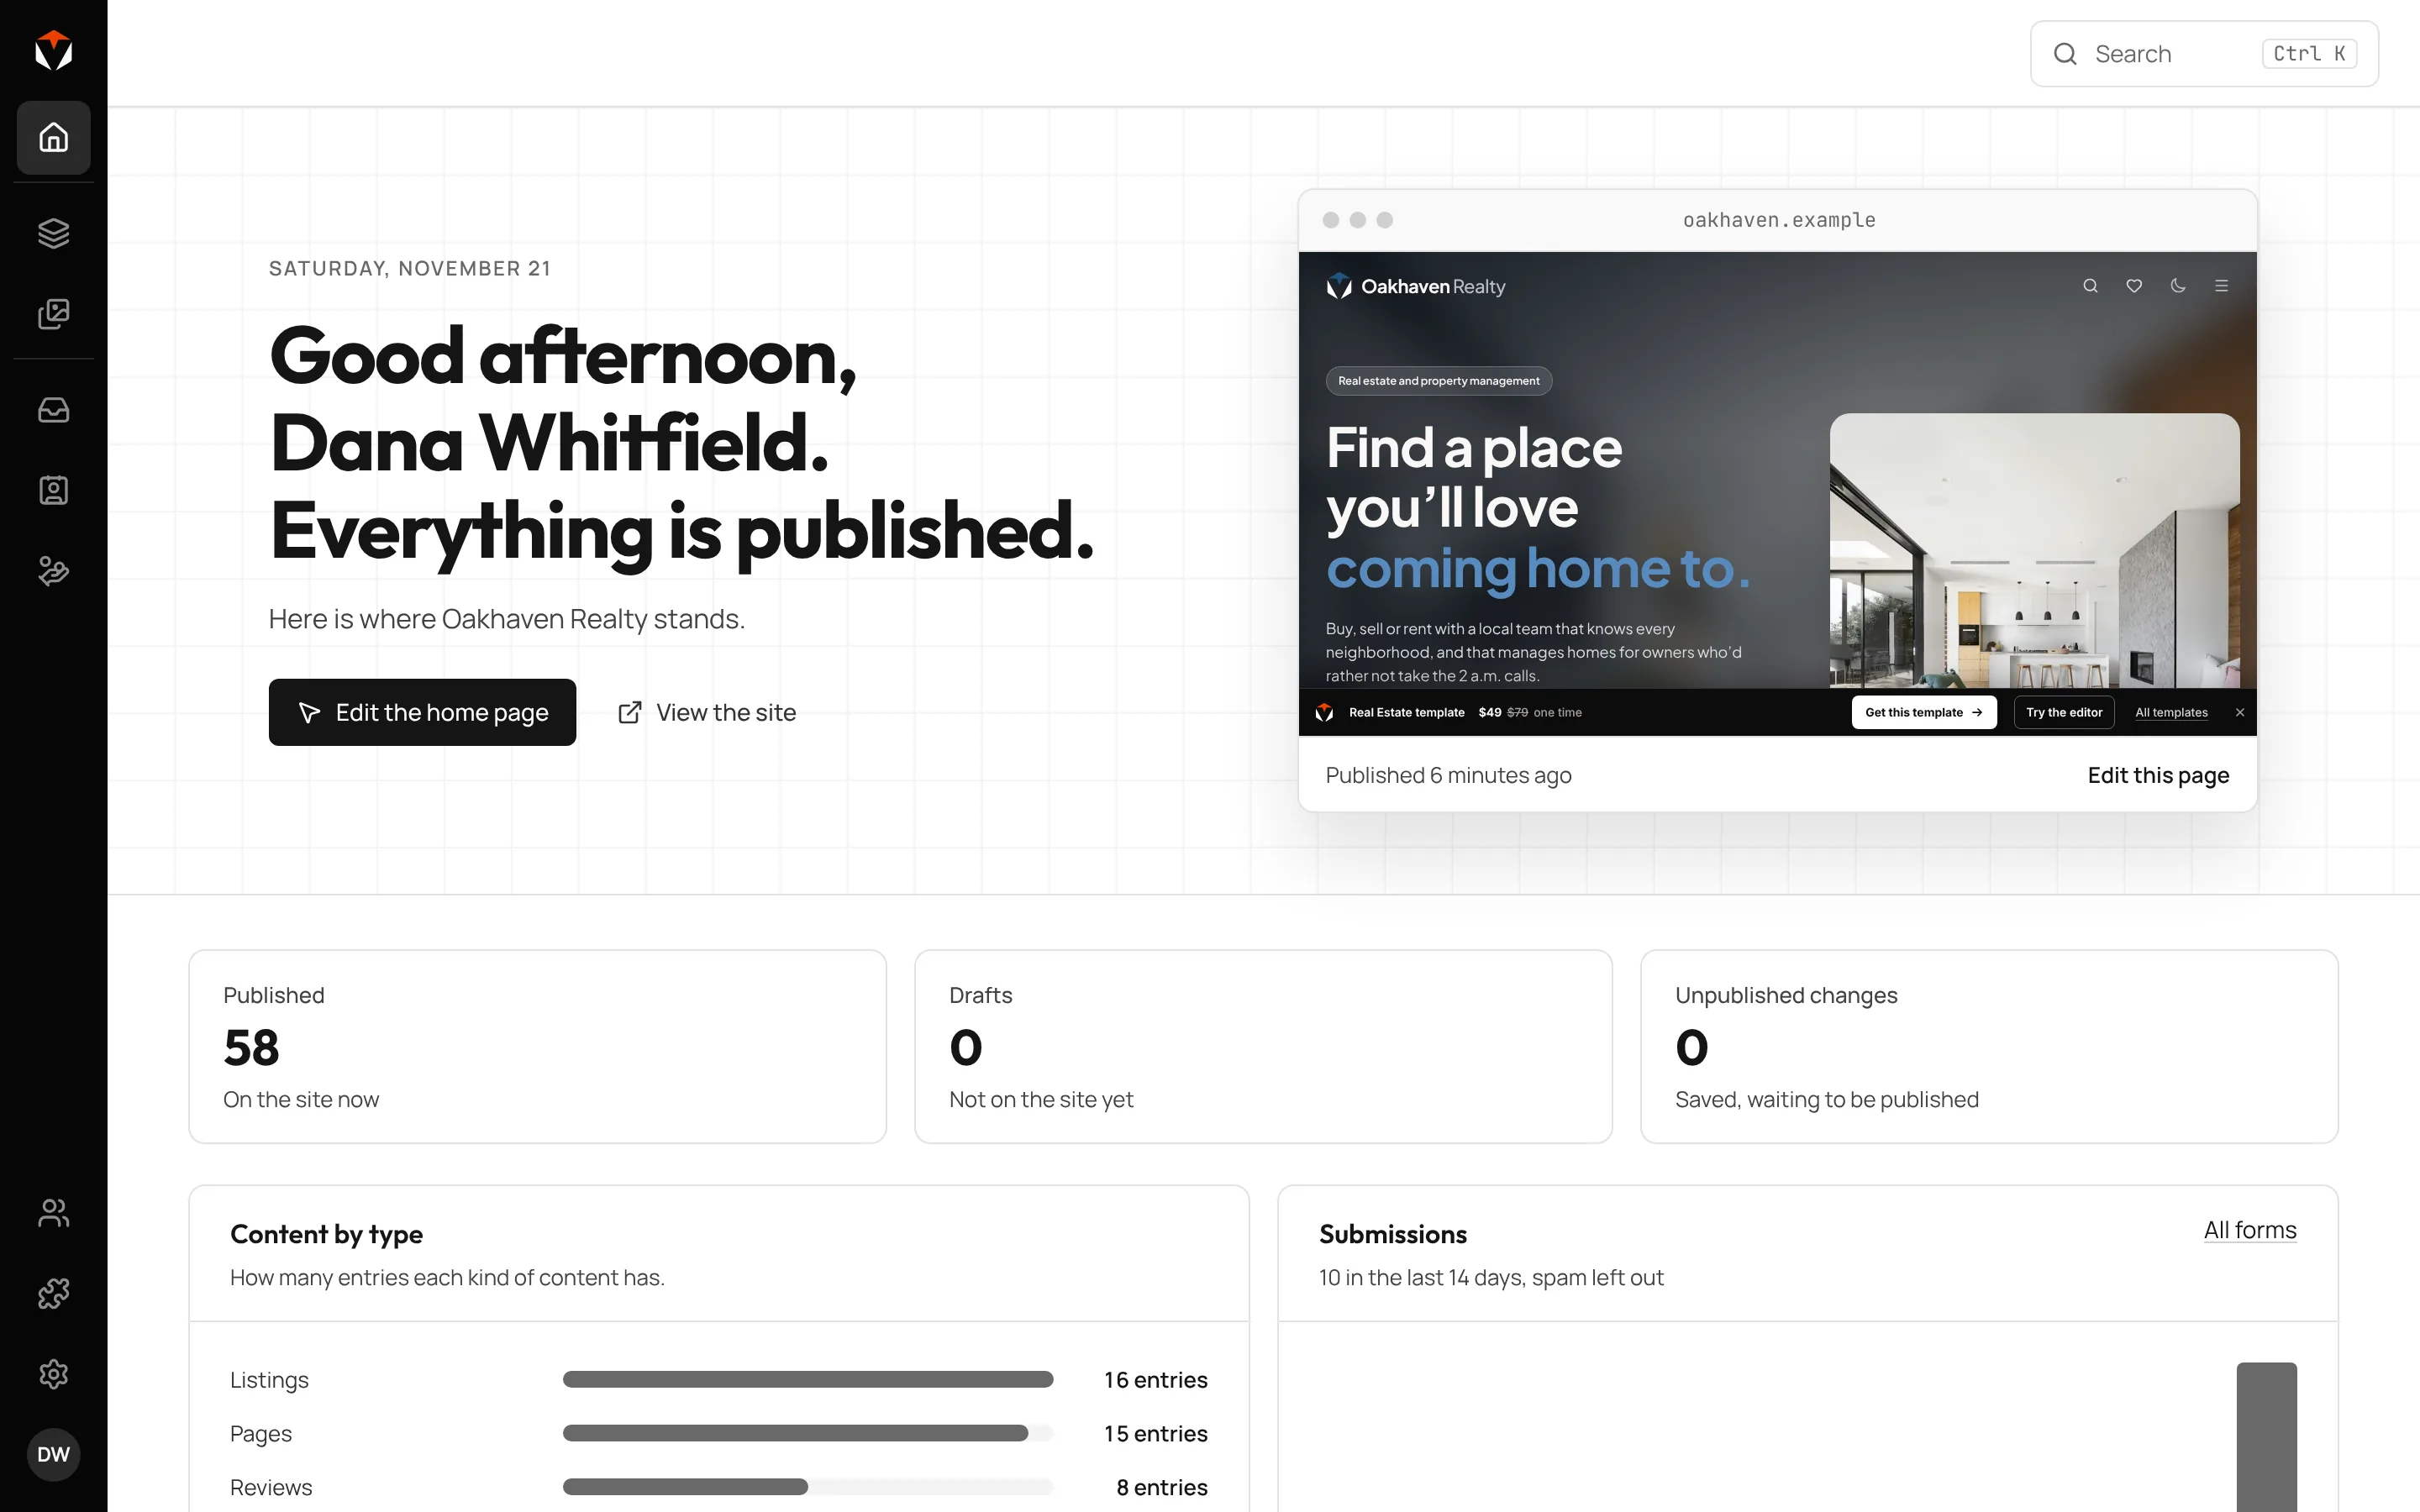 Search
Ctrl K
SATURDAY, NOVEMBER 21
Good afternoon,
Dana Whitfield.
Everything is published.
Here is where Oakhaven Realty stands.
Edit the home page
View the site
oakhaven.example
Oakhaven Realty
Real estate and property management
Find a place
you’ll love
coming home to.
Buy, sell or rent with a local team that knows every
neighborhood, and that manages homes for owners who’d
rather not take the 2 a.m. calls.
Real Estate template $49 $79 one time
Get this template →
Try the editor
All templates
Published 6 minutes ago
Edit this page
Published
58
On the site now
Drafts
0
Not on the site yet
Unpublished changes
0
Saved, waiting to be published
Content by type
How many entries each kind of content has.
Listings 16 entries
Pages 15 entries
Reviews 8 entries
Submissions
10 in the last 14 days, spam left out
All forms
DW